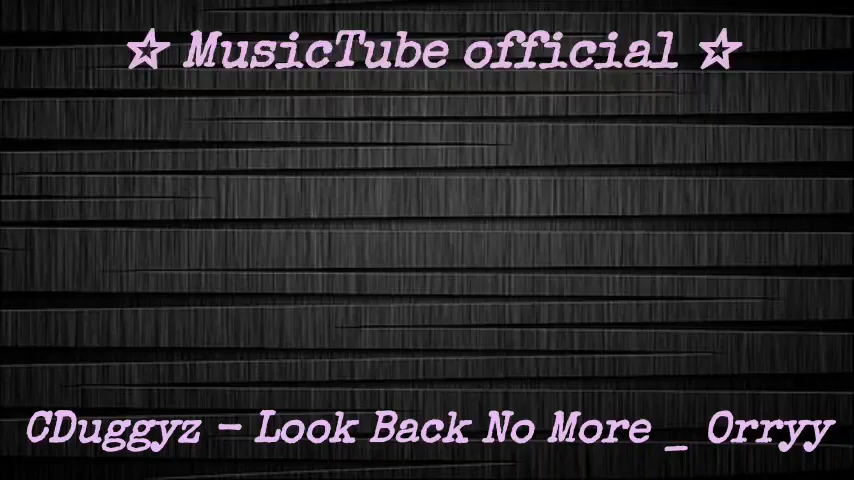 ☆ MusicTube official ☆
CDuggyz - Look Back No More _ Orryy